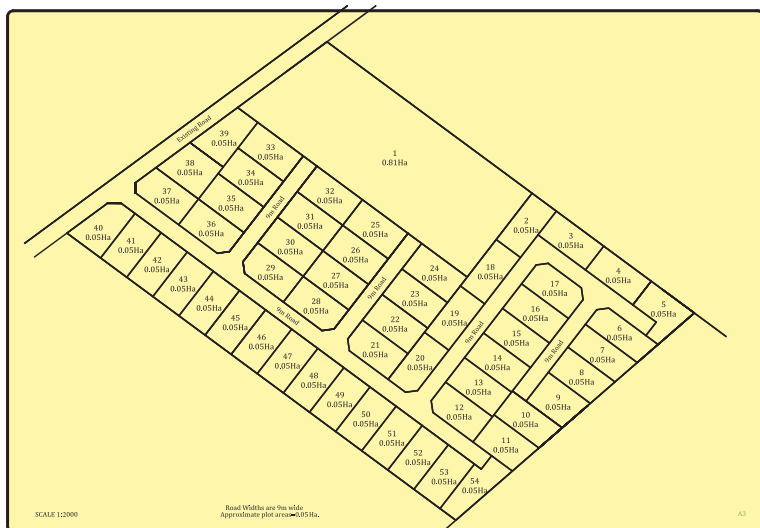 Existing Road
1
0.81Ha
39
0.05Ha
33
0.05Ha
38
0.05Ha
34
0.05Ha
37
0.05Ha
35
0.05Ha
36
0.05Ha
9m Road
32
0.05Ha
31
0.05Ha
25
0.05Ha
30
0.05Ha
26
0.05Ha
29
0.05Ha
27
0.05Ha
28
0.05Ha
9m Road
9m Road
24
0.05Ha
23
0.05Ha
22
0.05Ha
21
0.05Ha
18
0.05Ha
19
0.05Ha
20
0.05Ha
9m Road
2
0.05Ha
3
0.05Ha
4
0.05Ha
5
0.05Ha
17
0.05Ha
16
0.05Ha
15
0.05Ha
14
0.05Ha
13
0.05Ha
12
0.05Ha
9m Road
6
0.05Ha
7
0.05Ha
8
0.05Ha
9
0.05Ha
10
0.05Ha
11
0.05Ha
40
0.05Ha
41
0.05Ha
42
0.05Ha
43
0.05Ha
44
0.05Ha
45
0.05Ha
46
0.05Ha
47
0.05Ha
48
0.05Ha
49
0.05Ha
50
0.05Ha
51
0.05Ha
52
0.05Ha
53
0.05Ha
54
0.05Ha
SCALE 1:2000
Road Widths are 9m wide
Approximate plot areas=0.05Ha.
A3